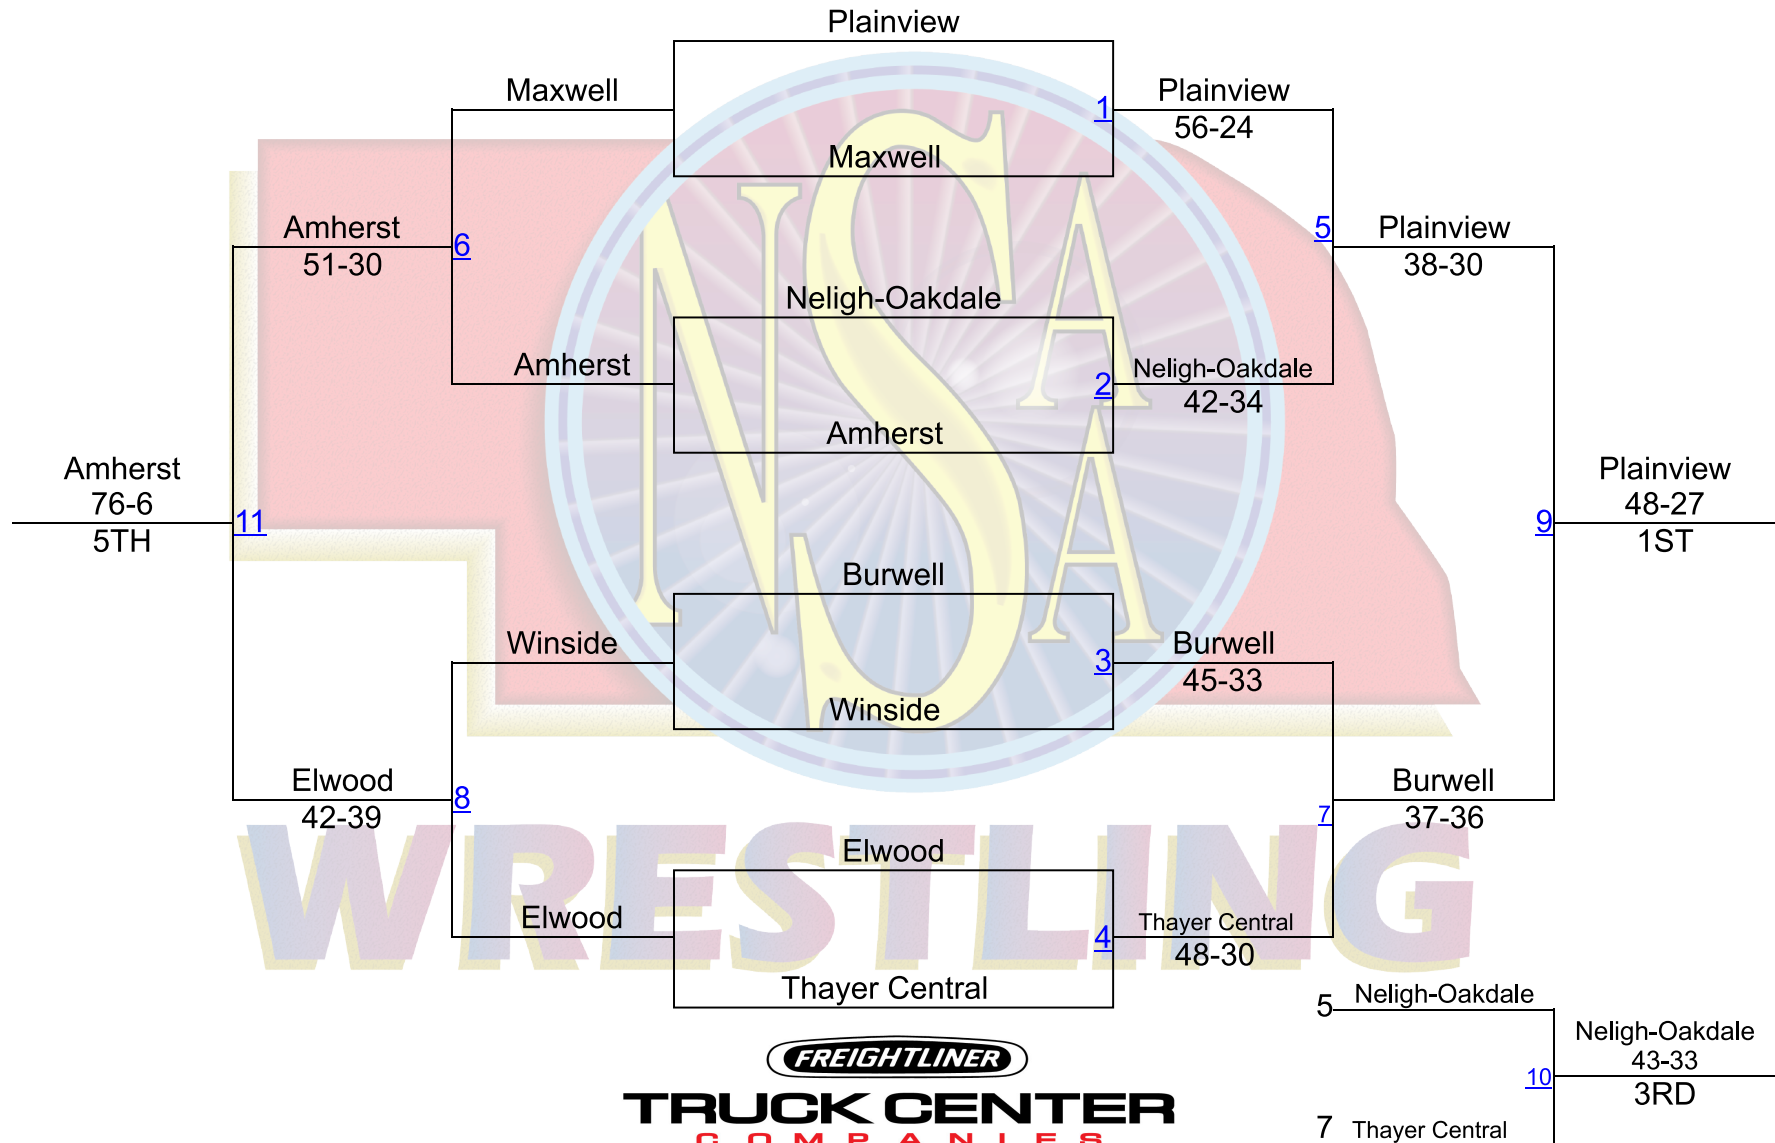 Plainview
Maxwell
1
Plainview
56-24
Maxwell
Amherst
51-30
6
5
Plainview
38-30
Neligh-Oakdale
Amherst
2
Neligh-Oakdale
42-34
Amherst
Amherst
76-6
5TH
11
9
Plainview
48-27
1ST
NSAA
Burwell
Winside
3
Burwell
45-33
Winside
Elwood
42-39
8
7
Burwell
37-36
WRESTLING
Elwood
Elwood
4
Thayer Central
48-30
Thayer Central
5 Neligh-Oakdale
Neligh-Oakdale
43-33
3RD
10
7 Thayer Central
FREIGHTLINER
TRUCK CENTER
COMPANIES